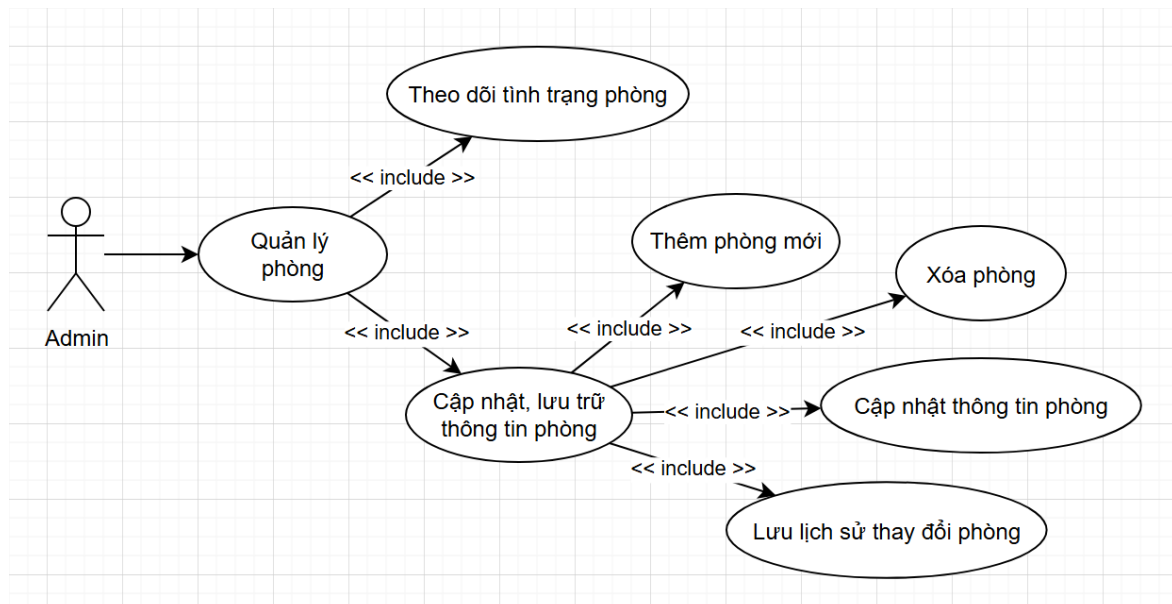 Theo dõi tình trạng phòng
<< include >>
Quản lý
phòng
Admin
<< include >>
Thêm phòng mới
Xóa phòng
<< include >>
<< include >>
Cập nhật, lưu trữ
thông tin phòng
<< include >>
Cập nhật thông tin phòng
<< include >>
Lưu lịch sử thay đổi phòng